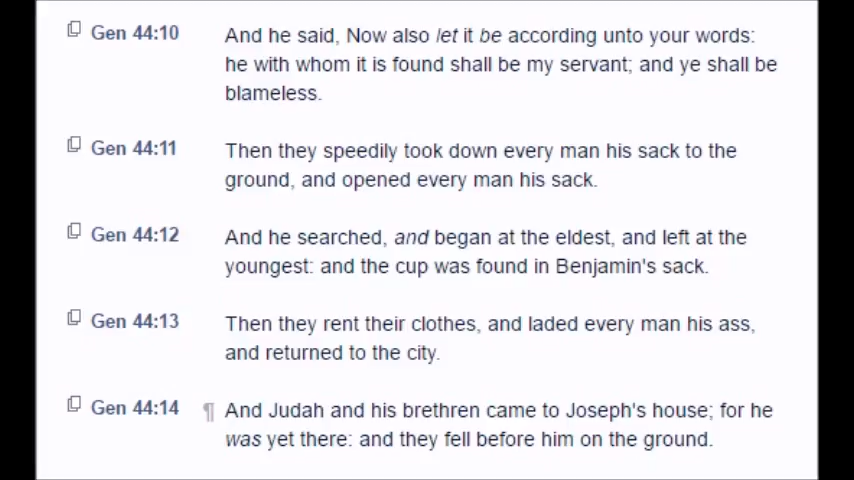 Gen 44:10 And he said, Now also let it be according unto your words:
he with whom it is found shall be my servant; and ye shall be
blameless.
Gen 44:11 Then they speedily took down every man his sack to the
ground, and opened every man his sack.
Gen 44:12 And he searched, and began at the eldest, and left at the
youngest: and the cup was found in Benjamin's sack.
Gen 44:13 Then they rent their clothes, and laded every man his ass,
and returned to the city.
Gen 44:14 ¶ And Judah and his brethren came to Joseph's house; for he
was yet there: and they fell before him on the ground.